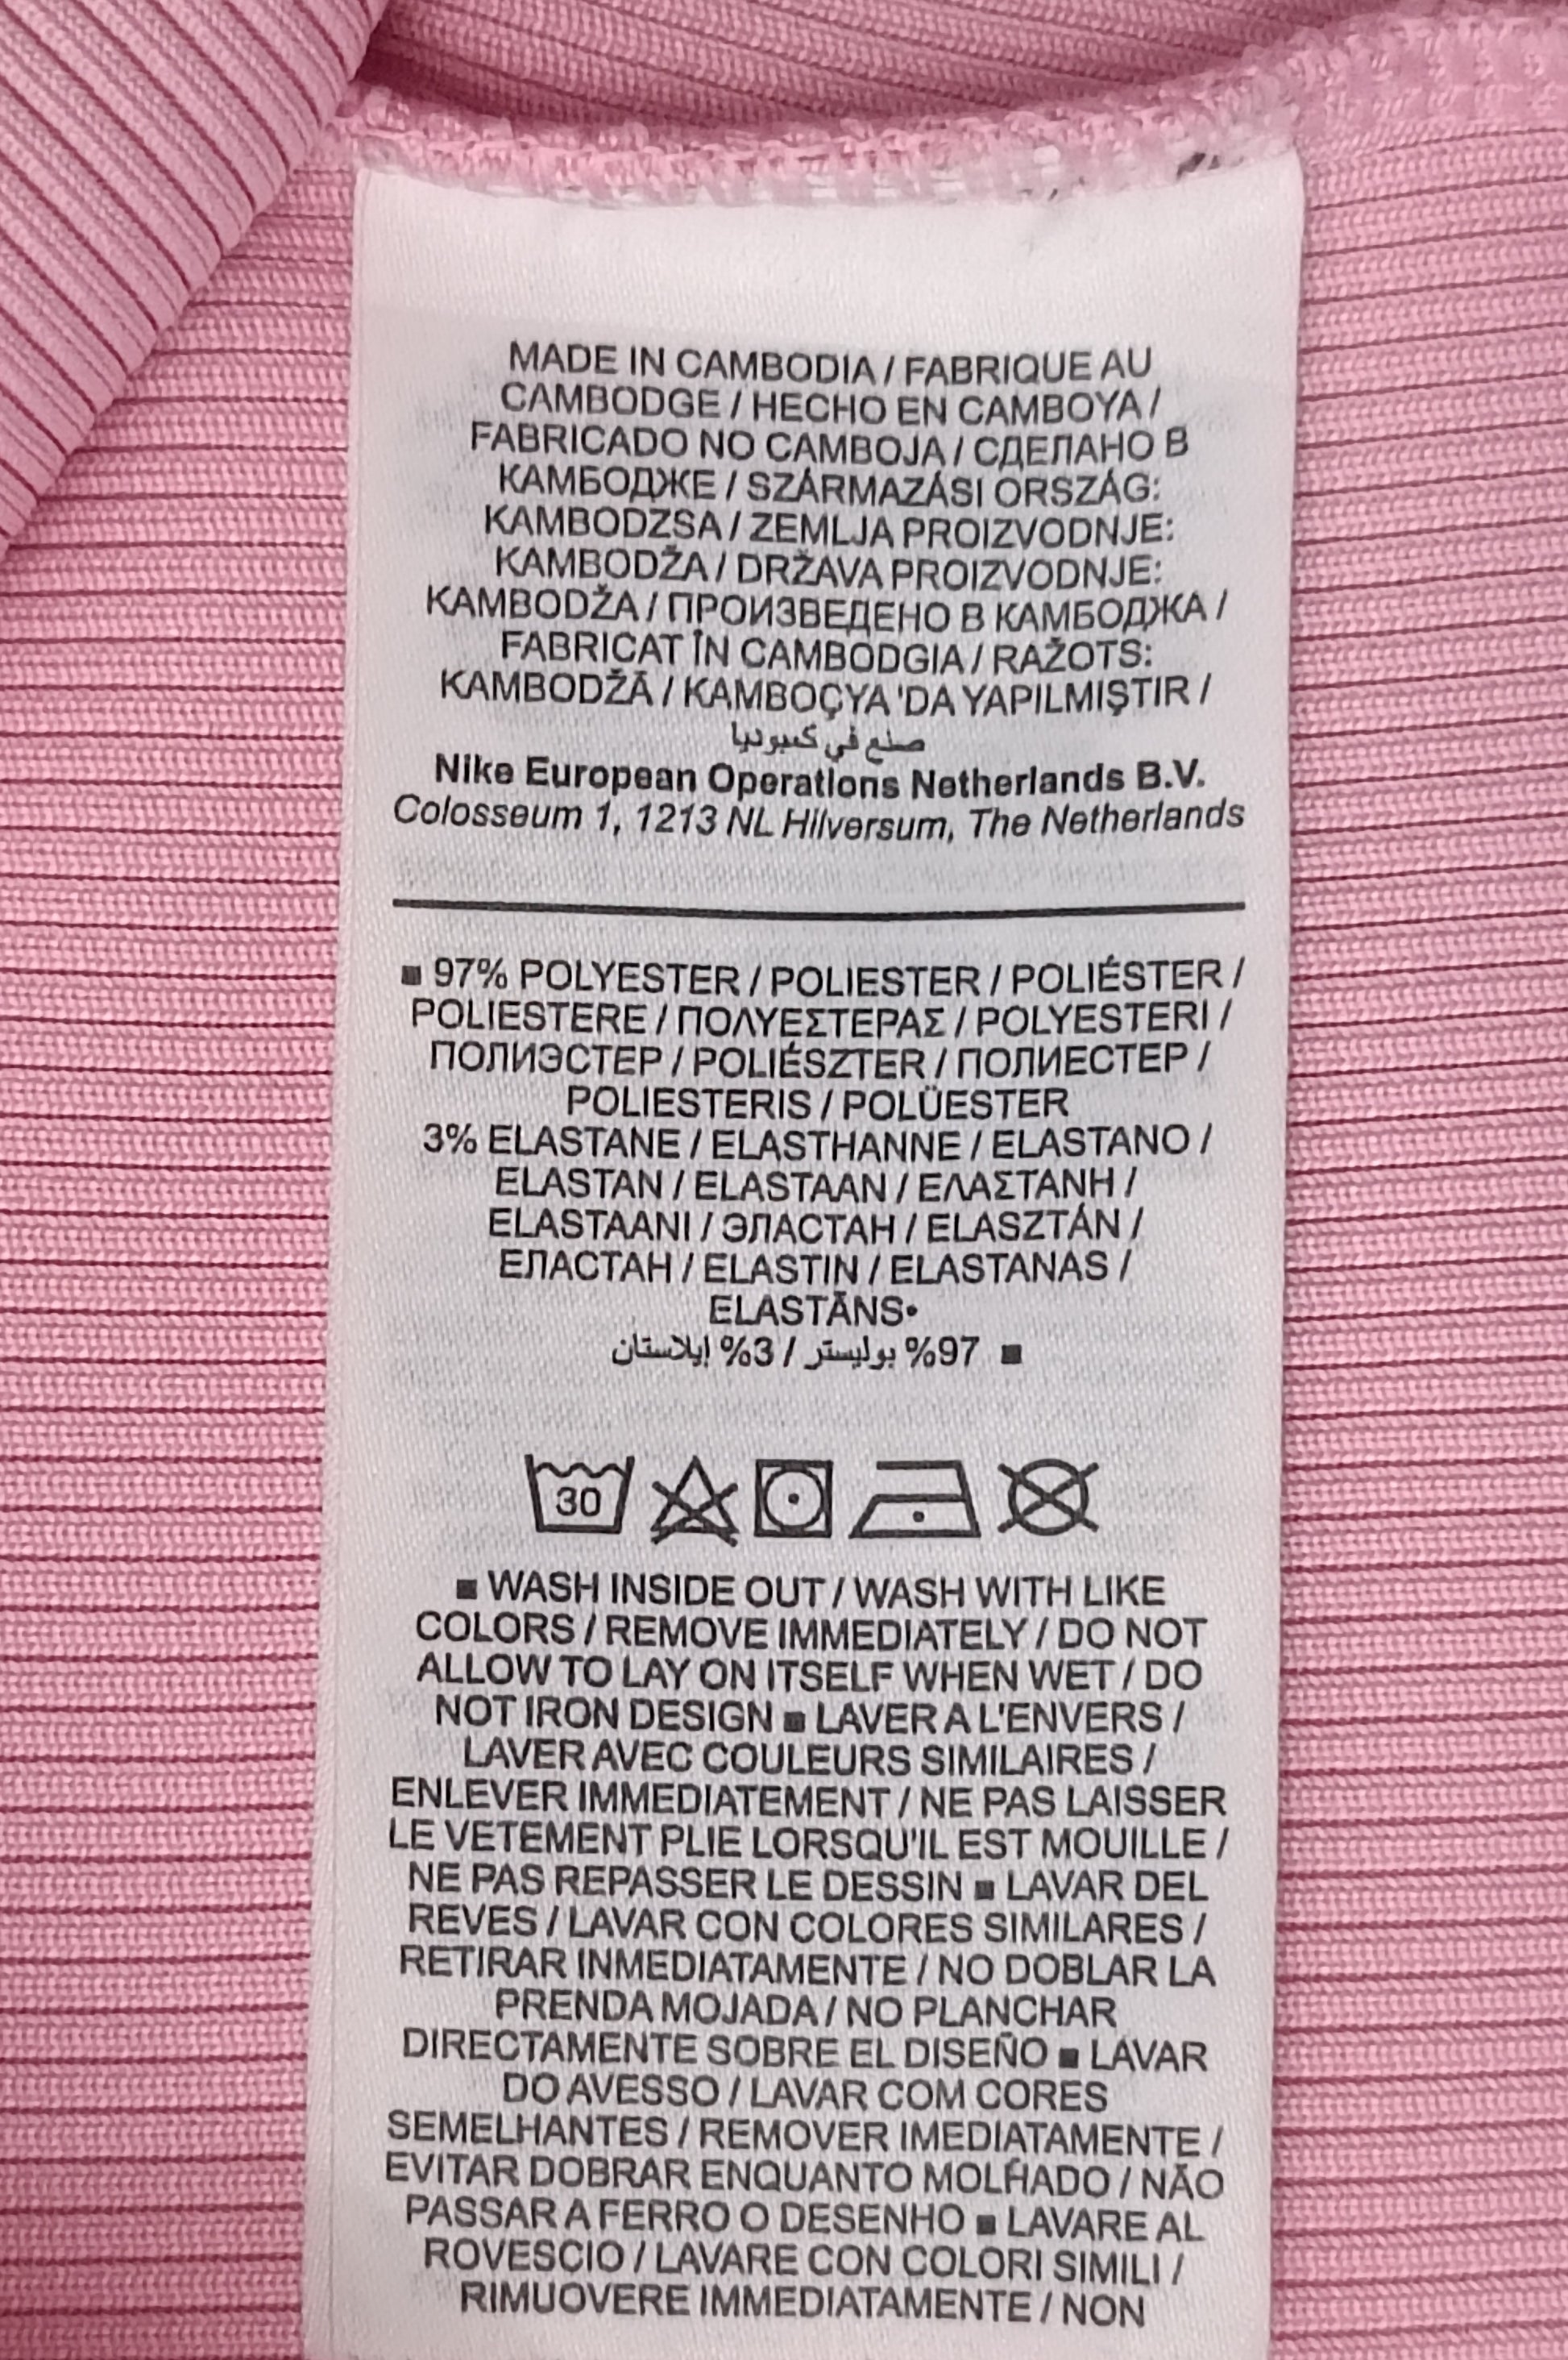 MADE IN CAMBODIA / FABRIQUE AU
CAMBODGE / HECHO EN CAMBOYA /
FABRICADO NO CAMBOJA / СДЕЛАНО В
КАМБОДЖЕ / SZÁRMAZÁSI ORSZÁG:
KAMBODZSA / ZEMLJA PROIZVODNJE:
KAMBODŽA / DRŽAVA PROIZVODNJE:
KAMBODŽA / ПРОИЗВЕДЕНО В КАМБОДЖА /
FABRICAT ÎN CAMBODGIA / RAŽOTS:
KAMBODŽĀ / KAMBOÇYA 'DA YAPILMIŞTIR /
صنع في كمبوديا
Nike European Operations Netherlands B.V.
Colosseum 1, 1213 NL Hilversum, The Netherlands
■ 97% POLYESTER / POLIESTER / POLIÉSTER /
POLIESTERE / ΠΟΛΥΕΣΤΕΡΑΣ / POLYESTERI /
ПОЛИЭСТЕР / POLIÉSZTER / ПОЛИЕСТЕР /
POLIESTERIS / POLÜESTER
3% ELASTANE / ELASTHANNE / ELASTANO /
ELASTAN / ELASTAAN / ΕΛΑΣΤΑΝΗ /
ELASTAANI / ЭЛАСТАН / ELASZTÁN /
ЕЛАСТАН / ELASTIN / ELASTANAS /
ELASTĀNS•
■ 97% بوليستر / 3% إيلاستان
30
■ WASH INSIDE OUT / WASH WITH LIKE
COLORS / REMOVE IMMEDIATELY / DO NOT
ALLOW TO LAY ON ITSELF WHEN WET / DO
NOT IRON DESIGN ■ LAVER A L'ENVERS /
LAVER AVEC COULEURS SIMILAIRES /
ENLEVER IMMEDIATEMENT / NE PAS LAISSER
LE VETEMENT PLIE LORSQU'IL EST MOUILLE /
NE PAS REPASSER LE DESSIN ■ LAVAR DEL
REVES / LAVAR CON COLORES SIMILARES /
RETIRAR INMEDIATAMENTE / NO DOBLAR LA
PRENDA MOJADA / NO PLANCHAR
DIRECTAMENTE SOBRE EL DISEÑO ■ LAVAR
DO AVESSO / LAVAR COM CORES
SEMELHANTES / REMOVER IMEDIATAMENTE /
EVITAR DOBRAR ENQUANTO MOLHADO / NÃO
PASSAR A FERRO O DESENHO ■ LAVARE AL
ROVESCIO / LAVARE CON COLORI SIMILI /
RIMUOVERE IMMEDIATAMENTE / NON